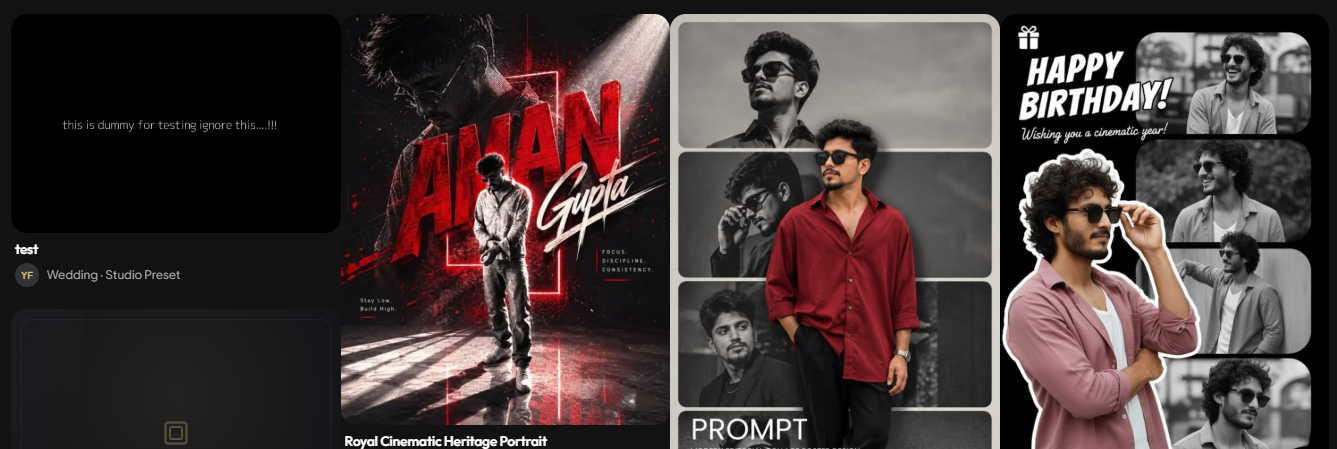 this is dummy for testing ignore this....!!!
test
YF
Wedding · Studio Preset
AMAN
Gupta
FOCUS.
DISCIPLINE.
CONSISTENCY.
Stay Low.
Build High.
Royal Cinematic Heritage Portrait
PROMPT
HAPPY
BIRTHDAY!
Wishing you a cinematic year!